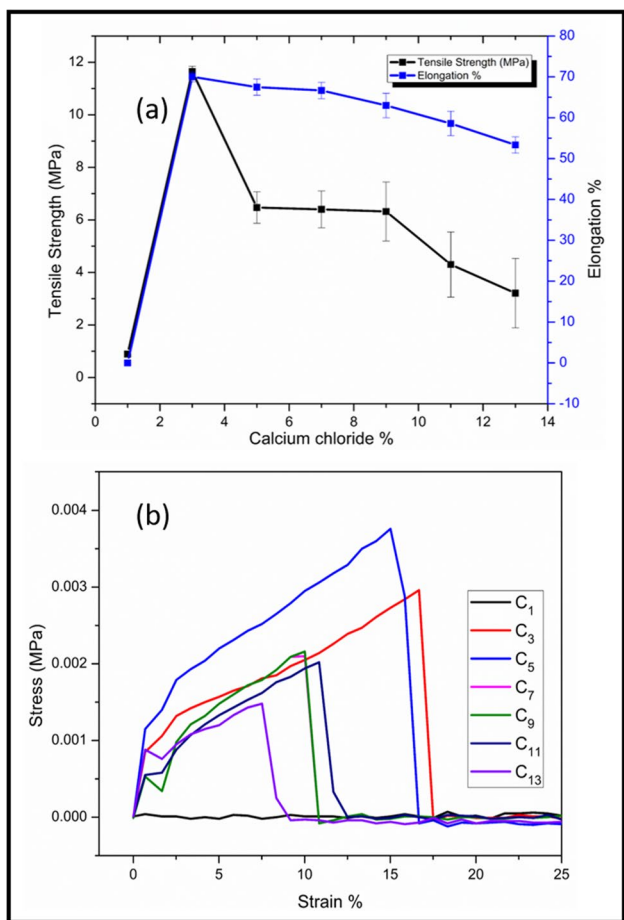 (a)
Tensile Strength (MPa)
Elongation %
12
10
8
6
4
2
0
Tensile Strength (MPa)
80
70
60
50
40
30
20
10
0
-10
Elongation %
0 2 4 6 8 10 12 14
Calcium chloride %
(b)
0.004
0.003
0.002
0.001
0.000
Stress (MPa)
C1
C3
C5
C7
C9
C11
C13
0 5 10 15 20 25
Strain %